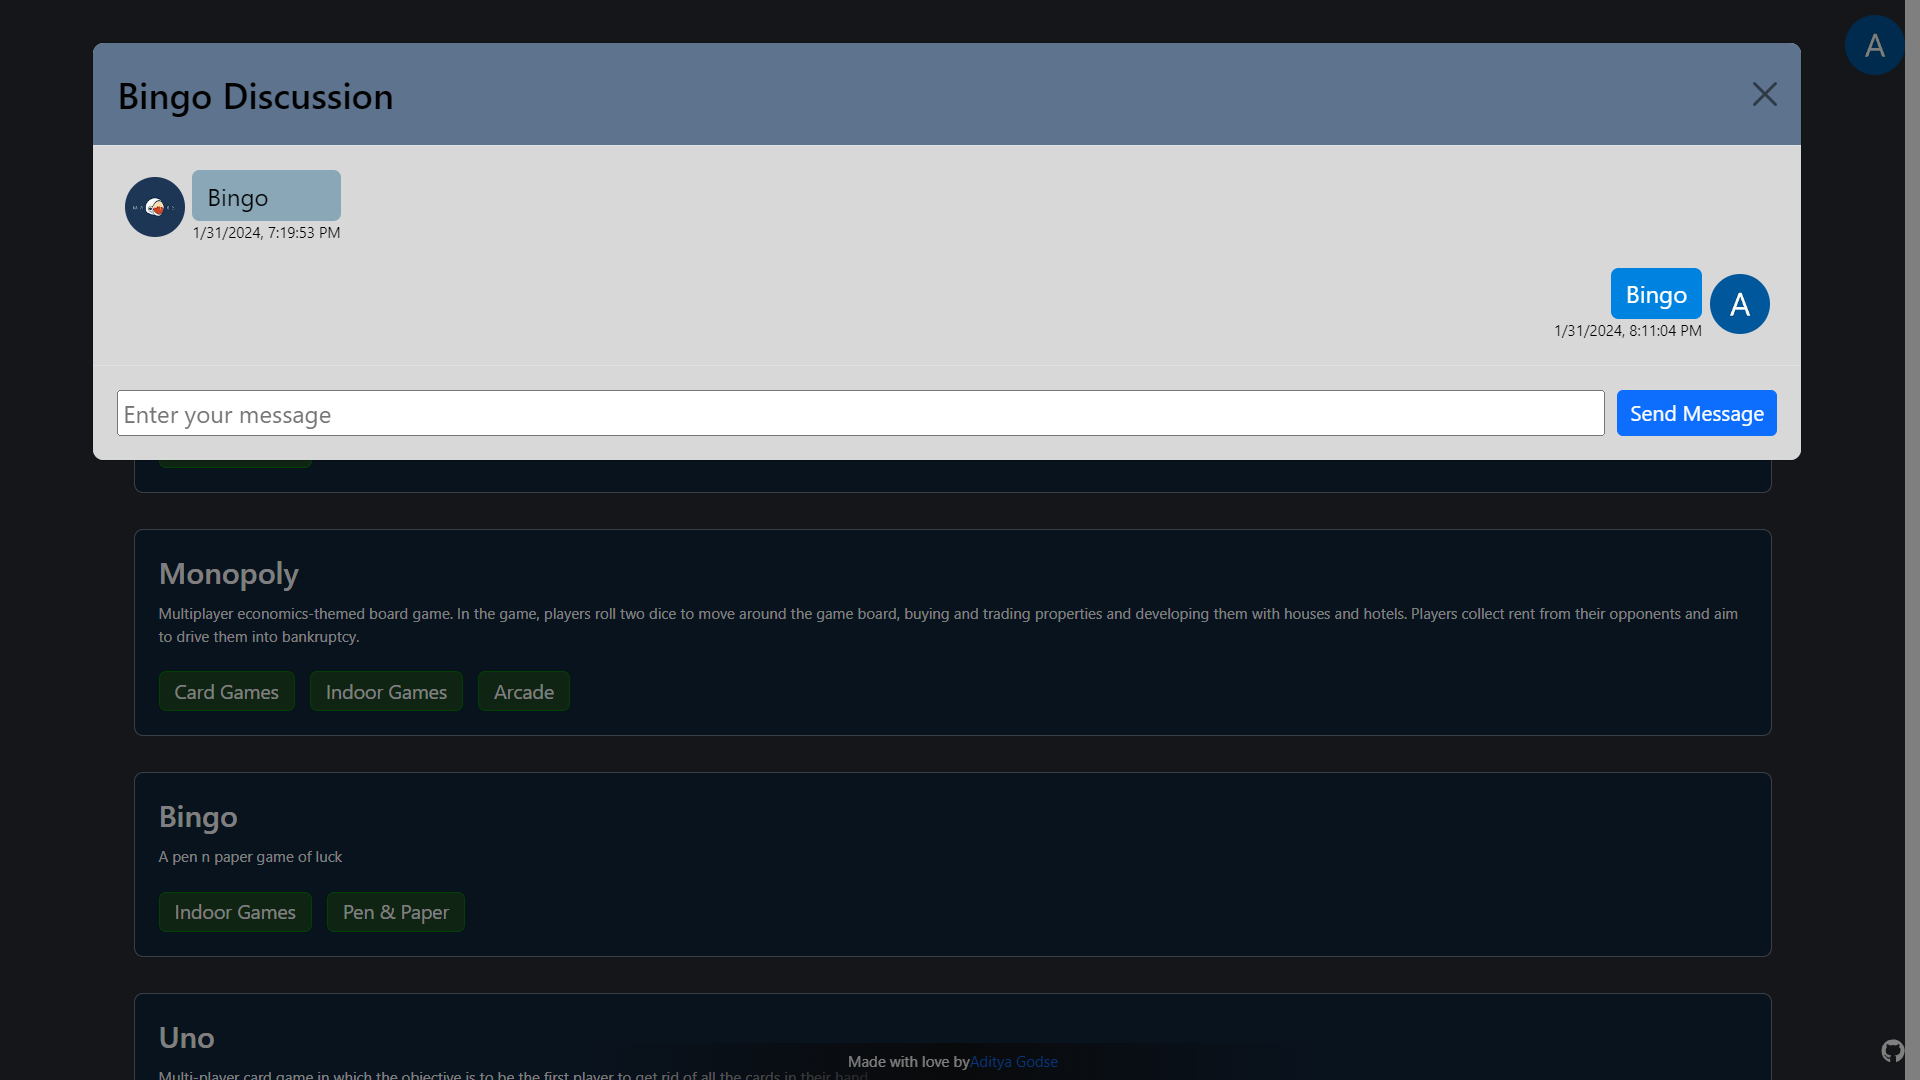 A
Bingo Discussion
Bingo
1/31/2024, 7:19:53 PM
Bingo
A
1/31/2024, 8:11:04 PM
Enter your message
Send Message
Monopoly
Multiplayer economics-themed board game. In the game, players roll two dice to move around the game board, buying and trading properties and developing them with houses and hotels. Players collect rent from their opponents and aim
to drive them into bankruptcy.
Card Games
Indoor Games
Arcade
Bingo
A pen n paper game of luck
Indoor Games
Pen & Paper
Uno
Made with love byAditya Godse
Multi-player card game in which the objective is to be the first player to get rid of all the cards in their hand